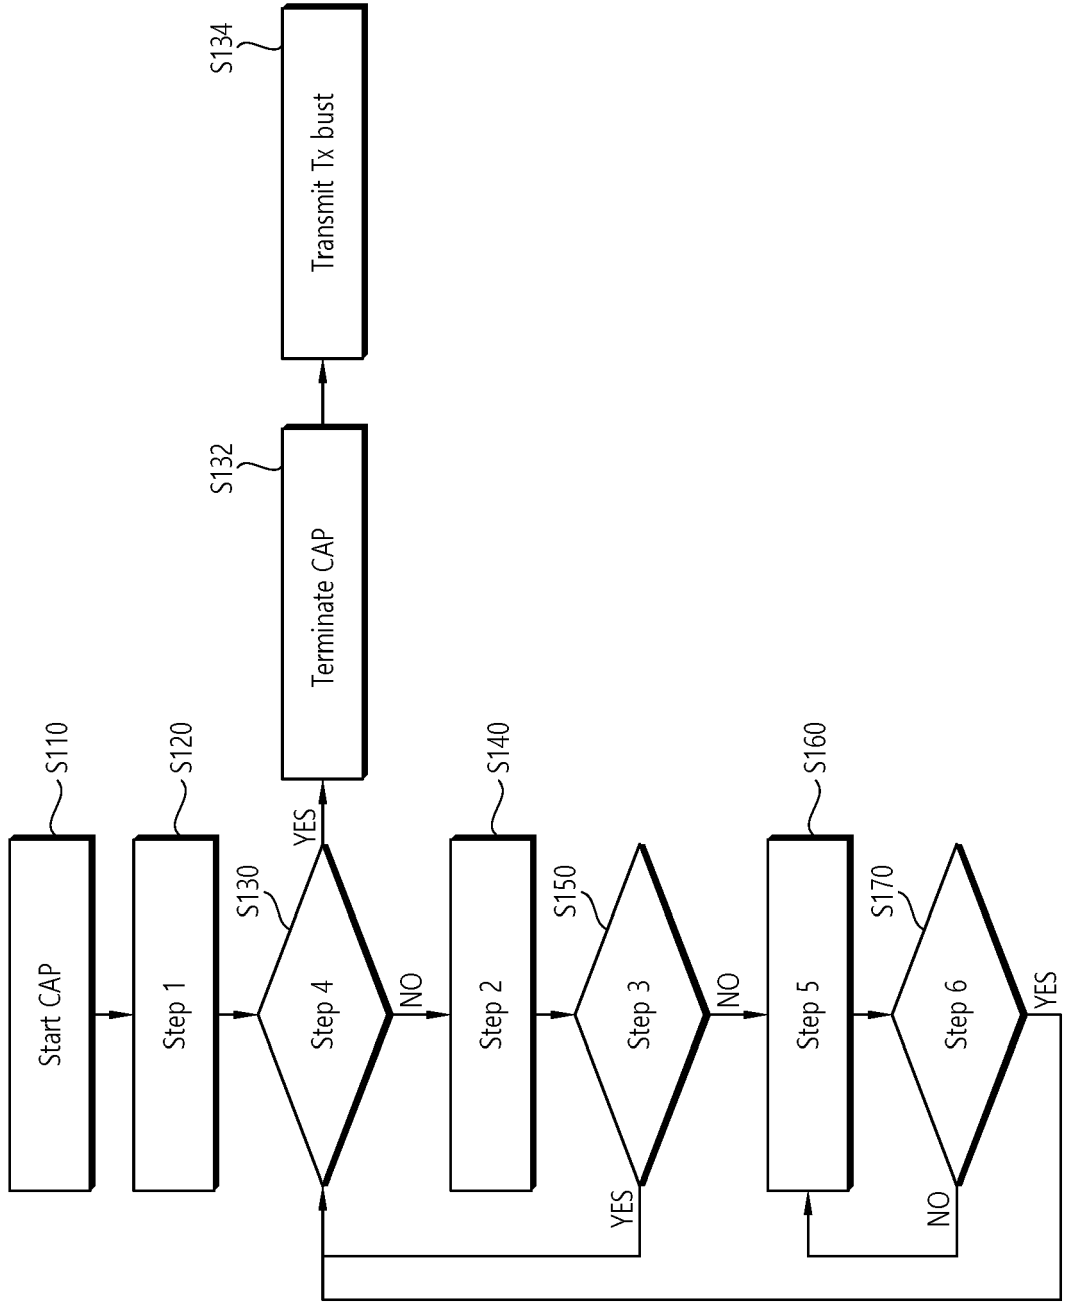 Start CAP
S110
Step 1
S120
Step 4
S130
YES
Terminate CAP
S132
Transmit Tx bust
S134
NO
Step 2
S140
Step 3
S150
YES
NO
Step 5
S160
Step 6
S170
NO
YES